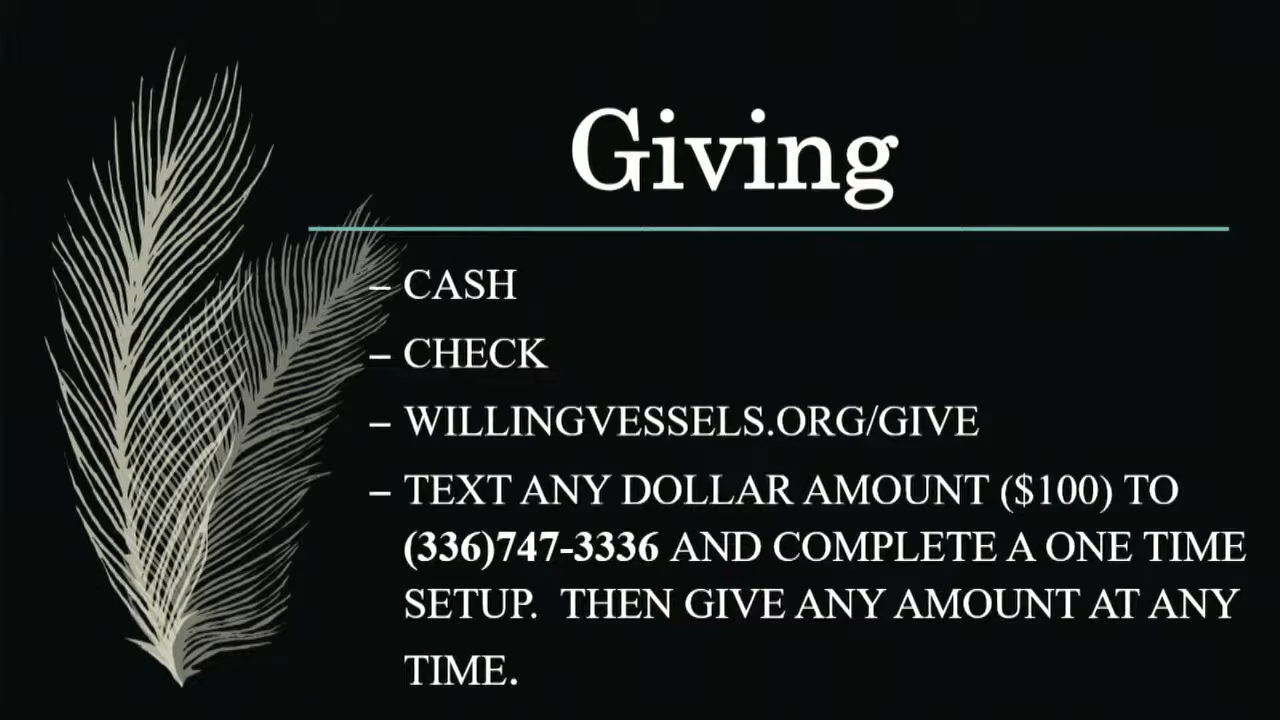 Giving
– CASH
– CHECK
– WILLINGVESSELS.ORG/GIVE
– TEXT ANY DOLLAR AMOUNT ($100) TO
(336)747-3336 AND COMPLETE A ONE TIME
SETUP.  THEN GIVE ANY AMOUNT AT ANY
TIME.